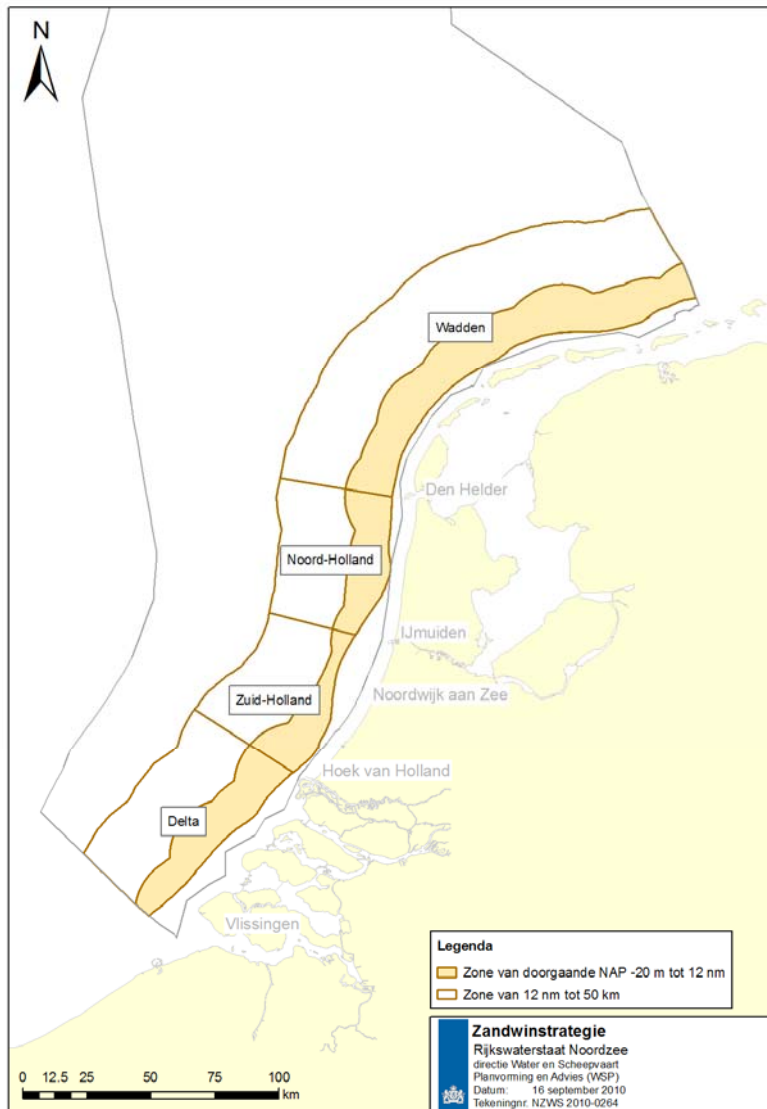 N
Wadden
Den Helder
Noord-Holland
IJmuiden
Noordwijk aan Zee
Zuid-Holland
Hoek van Holland
Delta
Vlissingen
Legenda
Zone van doorgaande NAP -20 m tot 12 nm
Zone van 12 nm tot 50 km
Zandwinstrategie
Rijkswaterstaat Noordzee
directie Water en Scheepvaart
Planvorming en Advies (WSP)
Datum: 16 september 2010
Tekeningnr. NZWS 2010-0264
0 12.5 25 50 75 100
km